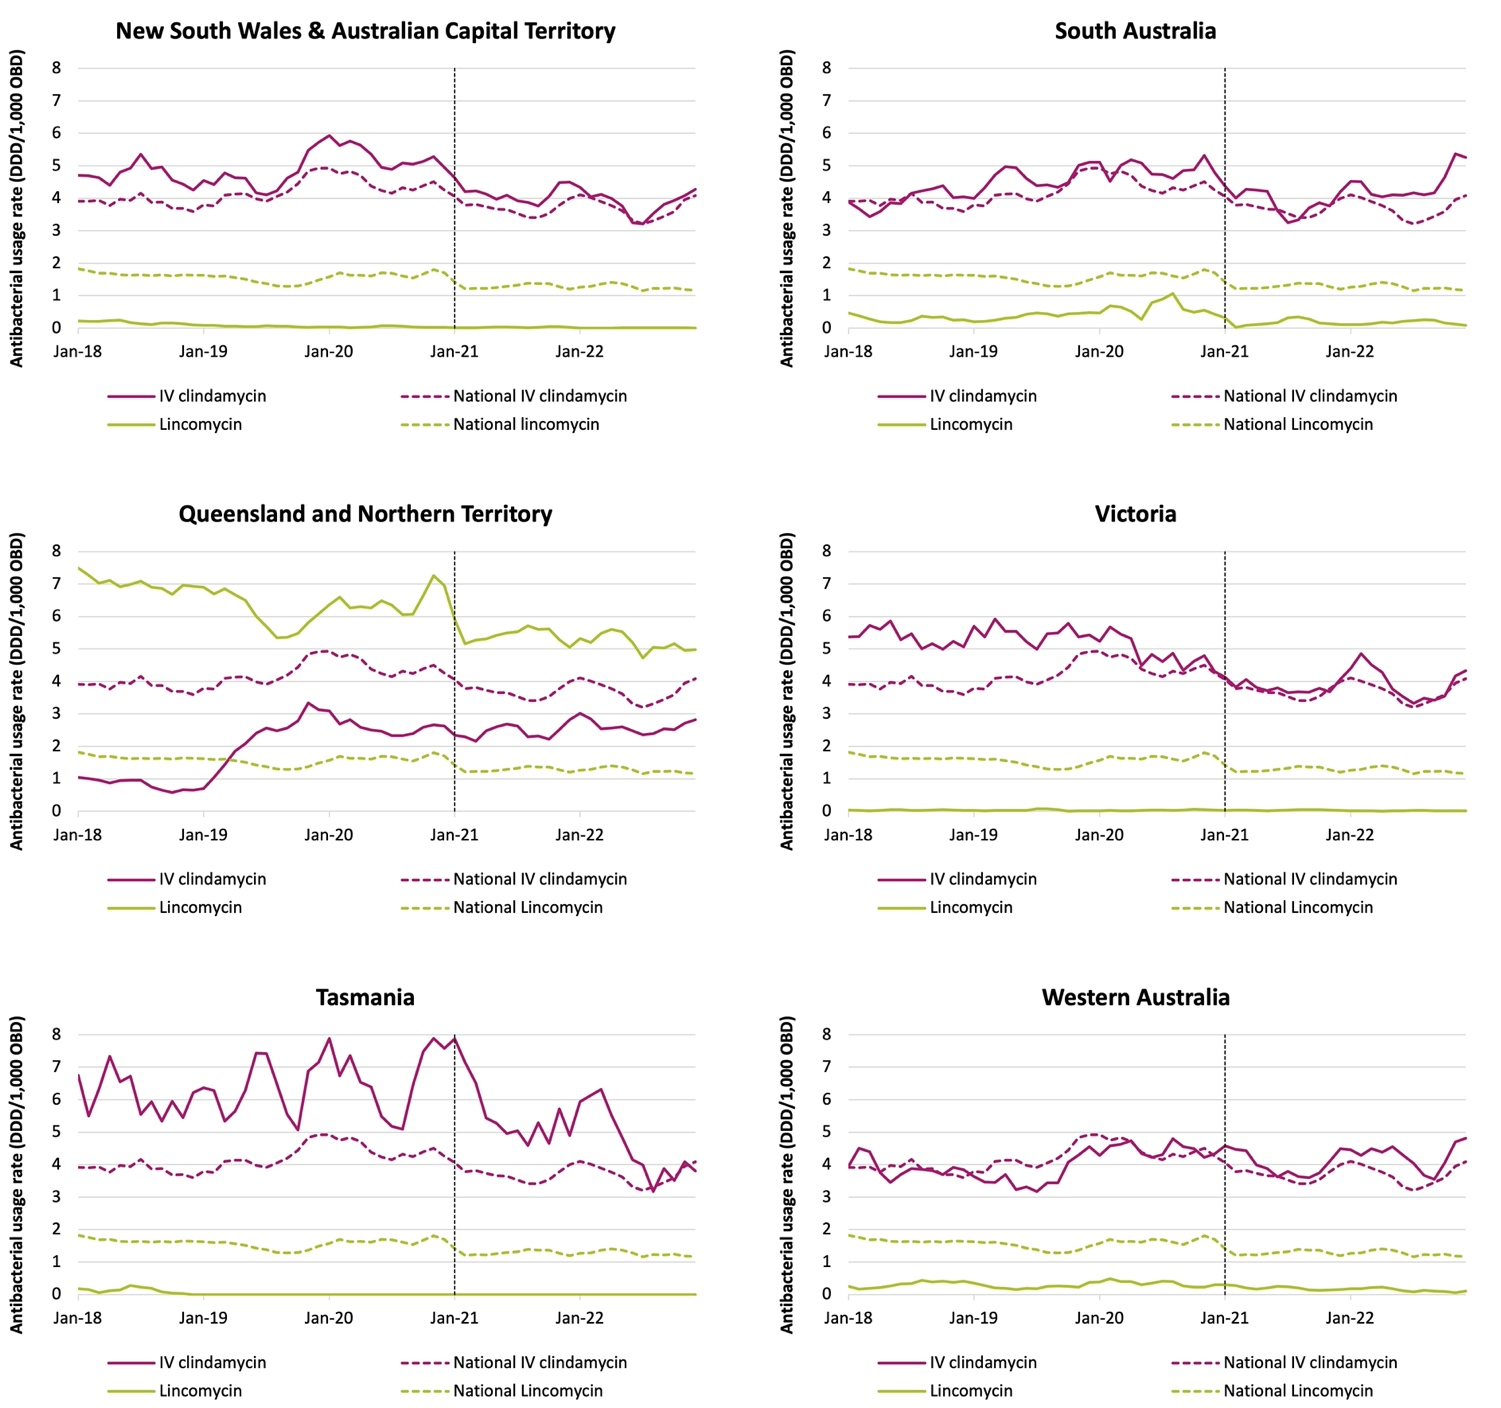 New South Wales & Australian Capital Territory
Antibacterial usage rate (DDD/1,000 OBD)
8
7
6
5
4
3
2
1
0
Jan-18 Jan-19 Jan-20 Jan-21 Jan-22
IV clindamycin National IV clindamycin
Lincomycin National lincomycin
South Australia
Antibacterial usage rate (DDD/1,000 OBD)
8
7
6
5
4
3
2
1
0
Jan-18 Jan-19 Jan-20 Jan-21 Jan-22
IV clindamycin National IV clindamycin
Lincomycin National Lincomycin
Queensland and Northern Territory
Antibacterial usage rate (DDD/1,000 OBD)
8
7
6
5
4
3
2
1
0
Jan-18 Jan-19 Jan-20 Jan-21 Jan-22
IV clindamycin National IV clindamycin
Lincomycin National Lincomycin
Victoria
Antibacterial usage rate (DDD/1,000 OBD)
8
7
6
5
4
3
2
1
0
Jan-18 Jan-19 Jan-20 Jan-21 Jan-22
IV clindamycin National IV clindamycin
Lincomycin National Lincomycin
Tasmania
Antibacterial usage rate (DDD/1,000 OBD)
8
7
6
5
4
3
2
1
0
Jan-18 Jan-19 Jan-20 Jan-21 Jan-22
IV clindamycin National IV clindamycin
Lincomycin National Lincomycin
Western Australia
Antibacterial usage rate (DDD/1,000 OBD)
8
7
6
5
4
3
2
1
0
Jan-18 Jan-19 Jan-20 Jan-21 Jan-22
IV clindamycin National IV clindamycin
Lincomycin National Lincomycin